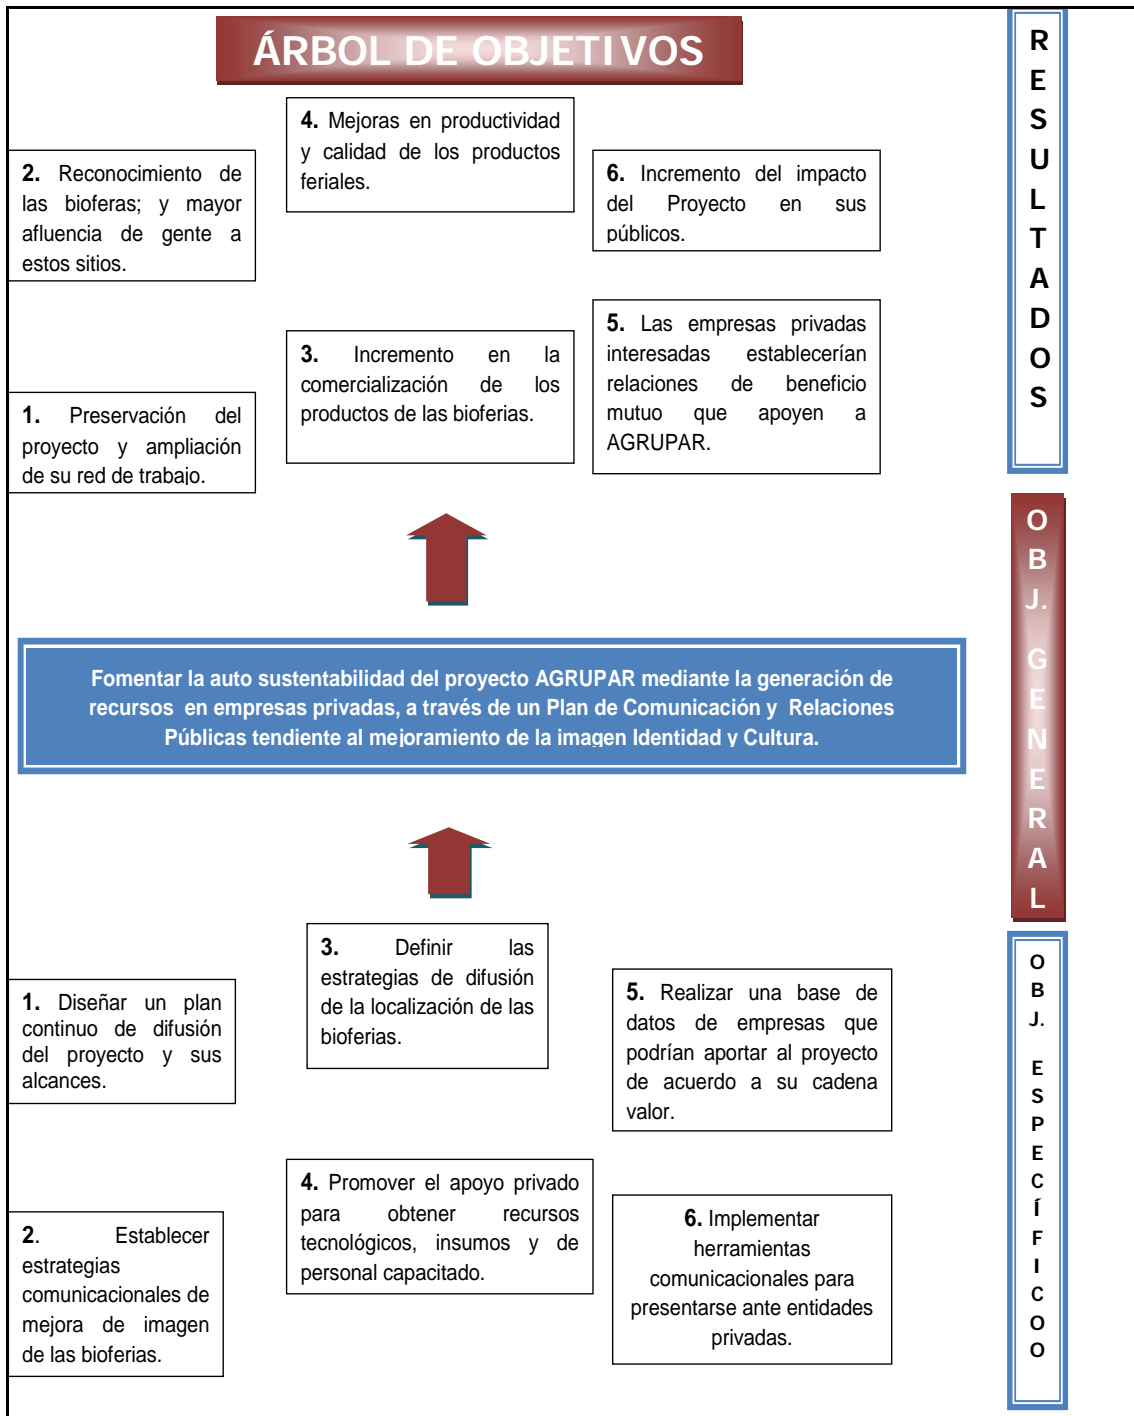 ÁRBOL DE OBJETIVOS
4. Mejoras en productividad
y calidad de los productos
feriales.
2. Reconocimiento de
las bioferas; y mayor
afluencia de gente a
estos sitios.
6. Incremento del impacto
del Proyecto en sus
públicos.
1. Preservación del
proyecto y ampliación
de su red de trabajo.
3. Incremento en la
comercialización de los
productos de las bioferias.
5. Las empresas privadas
interesadas establecerían
relaciones de beneficio
mutuo que apoyen a
AGRUPAR.
RESULTADOS
Fomentar la auto sustentabilidad del proyecto AGRUPAR mediante la generación de
recursos en empresas privadas, a través de un Plan de Comunicación y Relaciones
Públicas tendiente al mejoramiento de la imagen Identidad y Cultura.
OBJ. GENERAL
1. Diseñar un plan
continuo de difusión
del proyecto y sus
alcances.
3. Definir las
estrategias de difusión
de la localización de las
bioferias.
5. Realizar una base de
datos de empresas que
podrían aportar al proyecto
de acuerdo a su cadena
valor.
2. Establecer
estrategias
comunicacionales de
mejora de imagen
de las bioferias.
4. Promover el apoyo privado
para obtener recursos
tecnológicos, insumos y de
personal capacitado.
6. Implementar
herramientas
comunicacionales para
presentarse ante entidades
privadas.
OBJ. ESPECÍFICOO